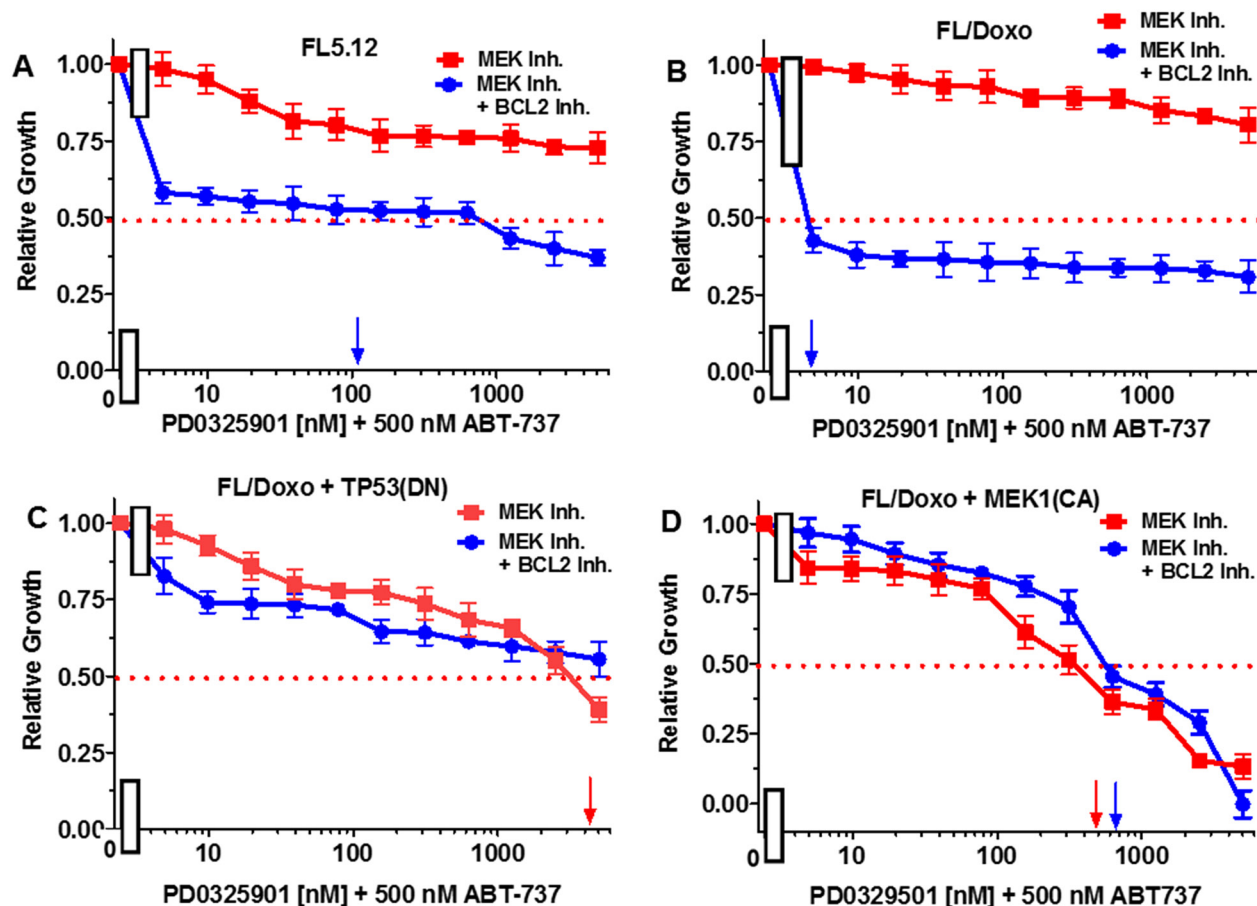 A
FL5.12
MEK Inh.
MEK Inh.
+ BCL2 Inh.
Relative Growth
1.00
0.75
0.50
0.25
0.00
0
10
100
1000
PD0325901 [nM] + 500 nM ABT-737
B
FL/Doxo
MEK Inh.
MEK Inh.
+ BCL2 Inh.
Relative Growth
1.00
0.75
0.50
0.25
0.00
0
10
100
1000
PD0325901 [nM] + 500 nM ABT-737
C
FL/Doxo + TP53(DN)
MEK Inh.
MEK Inh.
+ BCL2 Inh.
Relative Growth
1.00
0.75
0.50
0.25
0.00
0
10
100
1000
PD0325901 [nM] + 500 nM ABT-737
D
FL/Doxo + MEK1(CA)
MEK Inh.
MEK Inh.
+ BCL2 Inh.
Relative Growth
1.00
0.75
0.50
0.25
0.00
0
10
100
1000
PD0329501 [nM] + 500 nM ABT737